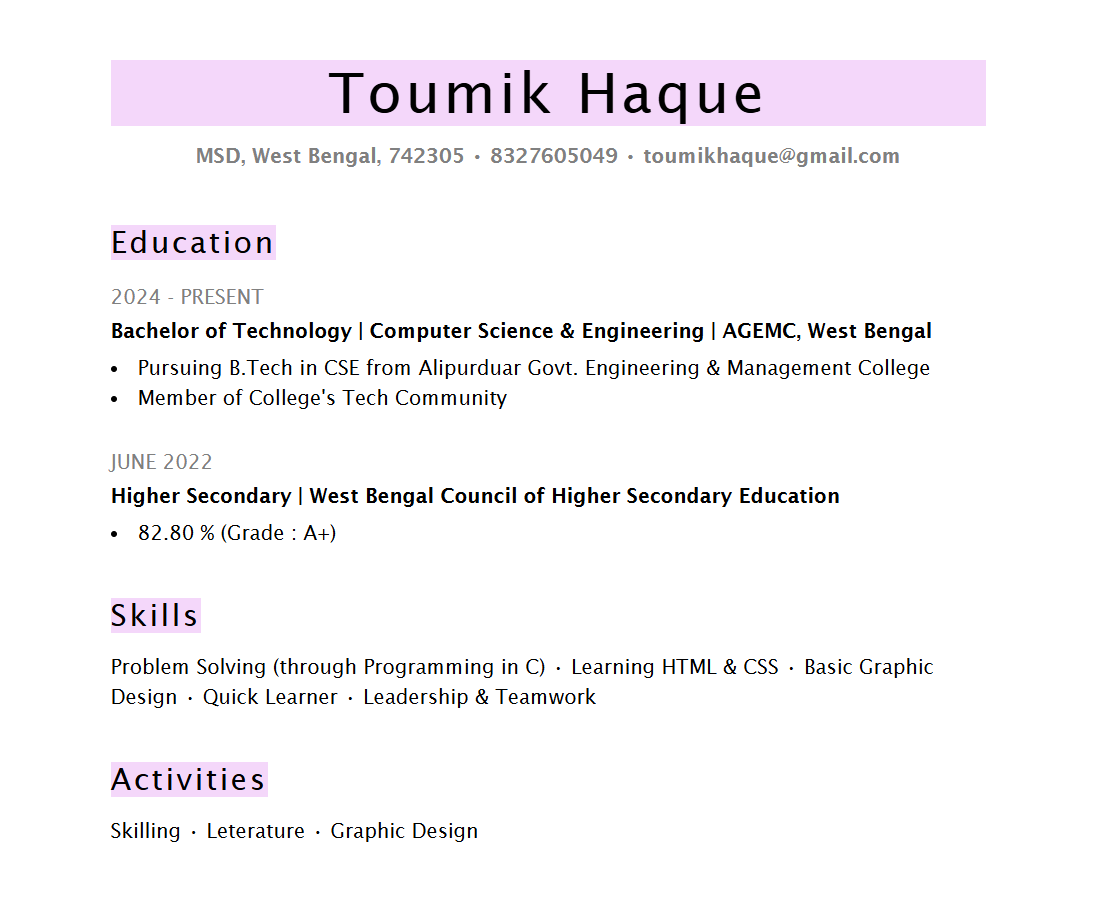 Toumik Haque
MSD, West Bengal, 742305 • 8327605049 • toumikhaque@gmail.com
Education
2024 - PRESENT
Bachelor of Technology | Computer Science & Engineering | AGEMC, West Bengal
• Pursuing B.Tech in CSE from Alipurduar Govt. Engineering & Management College
• Member of College's Tech Community
JUNE 2022
Higher Secondary | West Bengal Council of Higher Secondary Education
• 82.80 % (Grade : A+)
Skills
Problem Solving (through Programming in C) • Learning HTML & CSS • Basic Graphic
Design • Quick Learner • Leadership & Teamwork
Activities
Skilling • Leterature • Graphic Design